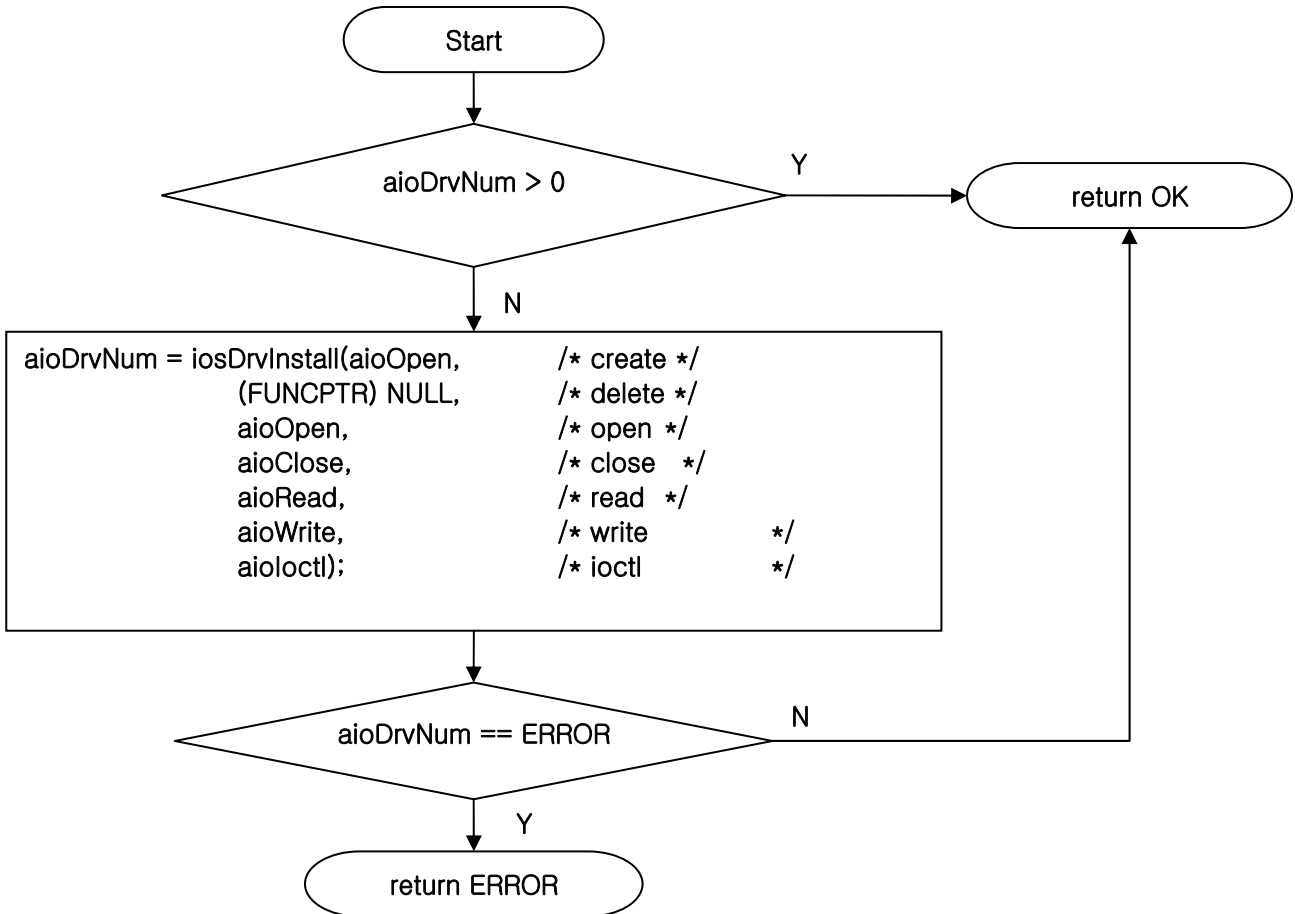 Start
aioDrvNum > 0
Y
return OK
N
aioDrvNum = iosDrvInstall(aioOpen, /* create */
(FUNCPTR) NULL, /* delete */
aioOpen, /* open */
aioClose, /* close */
aioRead, /* read */
aioWrite, /* write */
aioIoctl); /* ioctl */
aioDrvNum == ERROR
N
Y
return ERROR